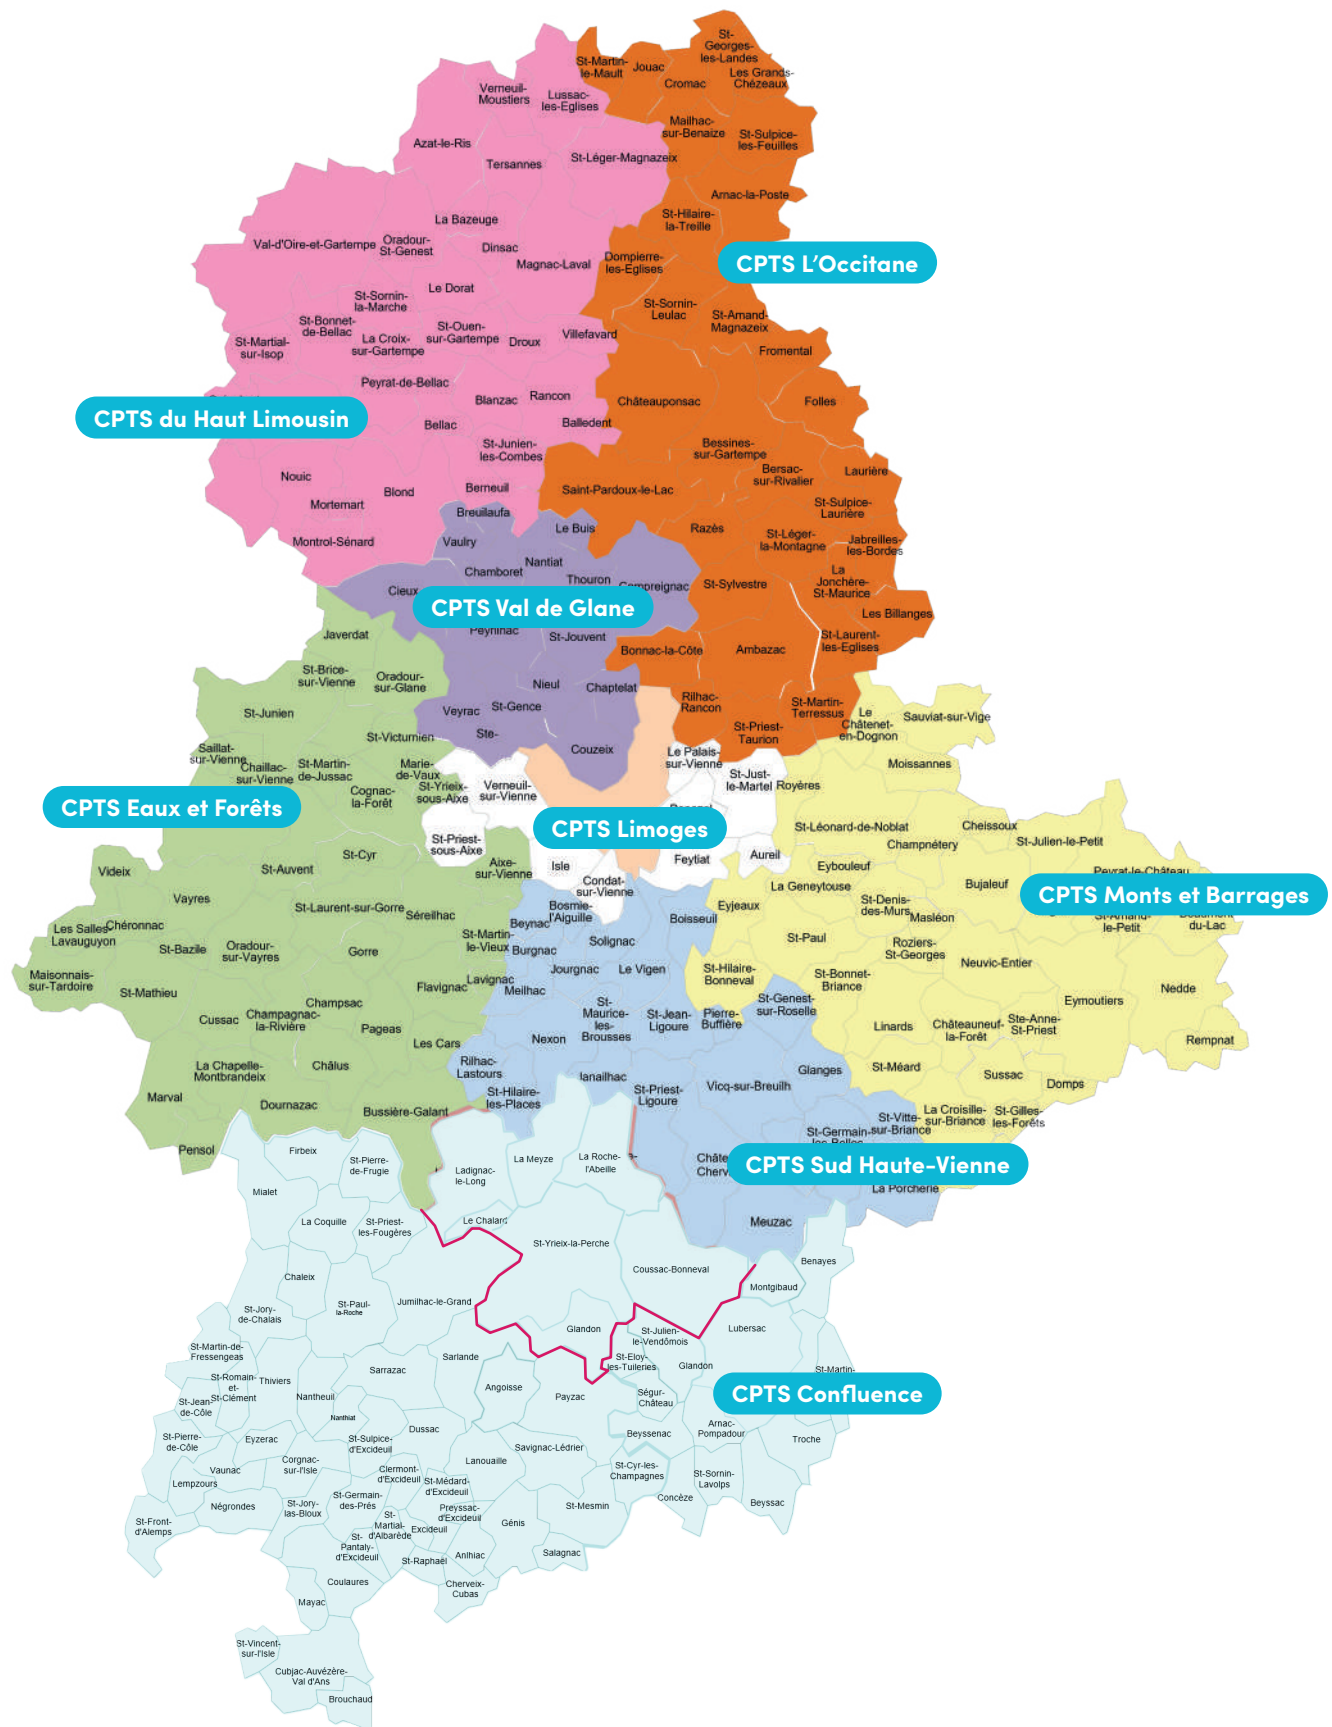 St-
Georges-
les-Landes
St-Martin-
le-Mault
Jouac
Cromac
Les Grands-
Chézeaux
Verneuil-
Moustiers
Lussac-
les-Eglises
Mailhac-
sur-Benaize
St-Sulpice-
les-Feuilles
Azat-le-Ris
Tersannes
St-Léger-Magnazeix
Arnac-la-Poste
La Bazeuge
St-Hilaire-
la-Treille
Val-d'Oire-et-Gartempe
Oradour-
St-Genest
Dinsac
Magnac-Laval
Dompierre-
les-Eglises
CPTS L'Occitane
Le Dorat
St-Sornin-
la-Marche
St-Sornin-
Leulac
St-Amand-
Magnazeix
St-Bonnet-
de-Bellac
St-Ouen-
sur-Gartempe
La Croix-
sur-Gartempe
Droux
Villefavard
St-Martial-
sur-Isop
Fromental
Peyrat-de-Bellac
Blanzac
Rancon
Châteauponsac
Folles
CPTS du Haut Limousin
Bellac
Balledent
St-Junien-
les-Combes
Bessines-
sur-Gartempe
Bersac-
sur-Rivalier
Laurière
Nouic
Blond
Berneuil
Saint-Pardoux-le-Lac
Mortemart
St-Sulpice-
Laurière
Breuilaufa
Le Buis
Razès
St-Léger-
la-Montagne
Jabreilles-
les-Bordes
Montrol-Sénard
Vaulry
Nantiat
Chamboret
Thouron
Compreignac
St-Sylvestre
La
Jonchère-
St-Maurice
Cieux
CPTS Val de Glane
Les Billanges
Javerdat
St-Jouvent
Bonnac-la-Côte
Ambazac
St-Laurent-
les-Eglises
St-Brice-
sur-Vienne
Oradour-
sur-Glane
Nieul
Chaptelat
Rilhac-
Rancon
St-Martin-
Terressus
St-Junien
Veyrac
St-Gence
Le
Châtenet-
en-Dognon
Sauviat-sur-Vige
St-Victurnien
Ste-
St-Priest-
Taurion
Saillat-
sur-Vienne
Couzeix
Le Palais-
sur-Vienne
Moissannes
Chaillac-
sur-Vienne
St-Martin-
de-Jussac
Marie-
de-Vaux
St-Yrieix-
sous-Aixe
Verneuil-
sur-Vienne
St-Just-
le-Martel
Royères
Cognac-
la-Forêt
CPTS Eaux et Forêts
CPTS Limoges
St-Léonard-de-Noblat
Cheissoux
St-Priest-
sous-Aixe
Champnétery
St-Julien-le-Petit
St-Cyr
Aixe-
sur-Vienne
Isle
Feytiat
Aureil
Eybouleuf
Videix
St-Auvent
Peyrat-le-Château
Condat-
sur-Vienne
La Geneytouse
Bujaleuf
CPTS Monts et Barrages
Vayres
St-Laurent-sur-Gorre
Séreilhac
Bosmie-
l'Aiguille
Beynac
Boisseuil
Eyjeaux
St-Denis-
des-Murs
Masléon
St-Amand-
le-Petit
Beaumont-
du-Lac
Les Salles-
Lavauguyon
Chéronnac
St-Bazile
Oradour-
sur-Vayres
Gorre
St-Martin-
le-Vieux
Burgnac
Solignac
St-Paul
Roziers-
St-Georges
Neuvic-Entier
Maisonnais-
sur-Tardoire
St-Mathieu
Flavignac
Lavignac
Meilhac
Jourgnac
Le Vigen
St-Hilaire-
Bonneval
St-Bonnet-
Briance
Nedde
Champsac
Eymoutiers
St-
Maurice-
les-
Brousses
St-Jean-
Ligoure
Pierre-
Buffière
St-Genest-
sur-Roselle
Cussac
Champagnac-
la-Rivière
Pageas
Linards
Châteauneuf-
la-Forêt
Ste-Anne-
St-Priest
Rempnat
Nexon
Les Cars
La Chapelle-
Montbrandeix
Châlus
Rilhac-
Lastours
Janailhac
Vicq-sur-Breuilh
Glanges
St-Méard
Sussac
Domps
Marval
Dournazac
Bussière-Galant
St-Hilaire-
les-Places
St-Priest-
Ligoure
St-Vitte-
sur-Briance
La Croisille-
sur-Briance
St-Gilles-
les-Forêts
St-Germain-
les-Belles
Pensol
CPTS Sud Haute-Vienne
La Porcherie
Firbeix
St-Pierre-
de-Frugie
Ladignac-
le-Long
La Meyze
La Roche-
l'Abeille
Mialet
La Coquille
St-Priest-
les-Fougères
Le Chalard
Meuzac
St-Yrieix-la-Perche
Coussac-Bonneval
Benayes
Chaleix
Montgibaud
Jumilhac-le-Grand
St-Paul-
la-Roche
St-Jory-
de-Chalais
Glandon
St-Julien-
le-Vendômois
Lubersac
St-Martin-de-
Fressengeas
Sarrazac
Sarlande
St-Eloy-
les-Tuileries
Glandon
St-Martin-
St-Romain-
et-
St-Clément
Thiviers
Angoisse
Payzac
Ségur-
Château
CPTS Confluence
St-Jean-
de-Côle
Nantheuil
Nanthiat
Dussac
Beyssenac
Arnac-
Pompadour
Troche
St-Pierre-
de-Côle
Eyzerac
St-Sulpice-
d'Excideuil
Savignac-Lédrier
Vaunac
Corgnac-
sur-l'Isle
Clermont-
d'Excideuil
Lanouaille
St-Cyr-les-
Champagnes
St-Sornin-
Lavolps
Lempzours
St-Médard-
d'Excideuil
Concèze
Beyssac
Négrondes
St-Jory-
las-Bloux
St-Germain-
des-Prés
Preyssac-
d'Excideuil
St-Mesmin
St-Front-
d'Alemps
St-
Martial-
d'Albarède
Excideuil
Génis
St-
Pantaly-
d'Excideuil
St-Raphaël
Anlhiac
Salagnac
Coulaures
Cherveix-
Cubas
Mayac
St-Vincent-
sur-l'Isle
Cubjac-Auvézère-
Val d'Ans
Brouchaud